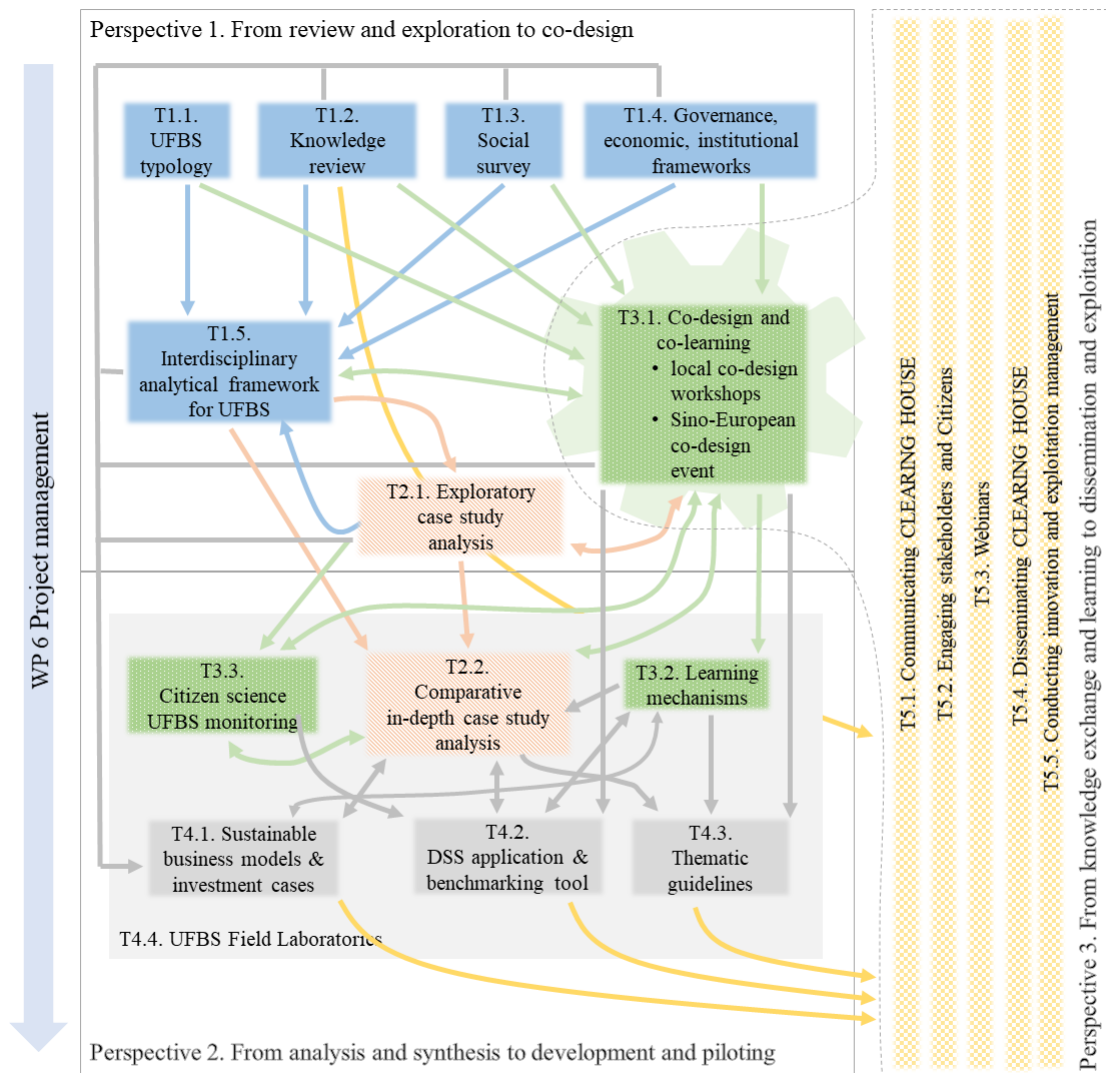 Perspective 1. From review and exploration to co-design
WP 6 Project management
T1.1.
UFBS
typology
T1.2.
Knowledge
review
T1.3.
Social
survey
T1.4. Governance,
economic, institutional
frameworks
T1.5.
Interdisciplinary
analytical framework
for UFBS
T3.1. Co-design and
co-learning
• local co-design
workshops
• Sino-European
co-design
event
T2.1. Exploratory
case study
analysis
T3.3.
Citizen science
UFBS monitoring
T2.2.
Comparative
in-depth case study
analysis
T3.2. Learning
mechanisms
T4.1. Sustainable
business models &
investment cases
T4.2.
DSS application &
benchmarking tool
T4.3.
Thematic
guidelines
T4.4. UFBS Field Laboratories
Perspective 2. From analysis and synthesis to development and piloting
T5.1. Communicating CLEARING HOUSE
T5.2. Engaging stakeholders and Citizens
T5.3. Webinars
T5.4. Disseminating CLEARING HOUSE
T5.5. Conducting innovation and exploitation management
Perspective 3. From knowledge exchange and learning to dissemination and exploitation